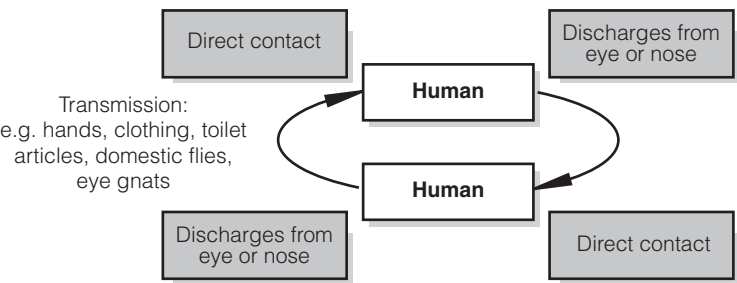 Direct contact
Discharges from
eye or nose
Human
Transmission:
e.g. hands, clothing, toilet
articles, domestic flies,
eye gnats
Human
Discharges from
eye or nose
Direct contact